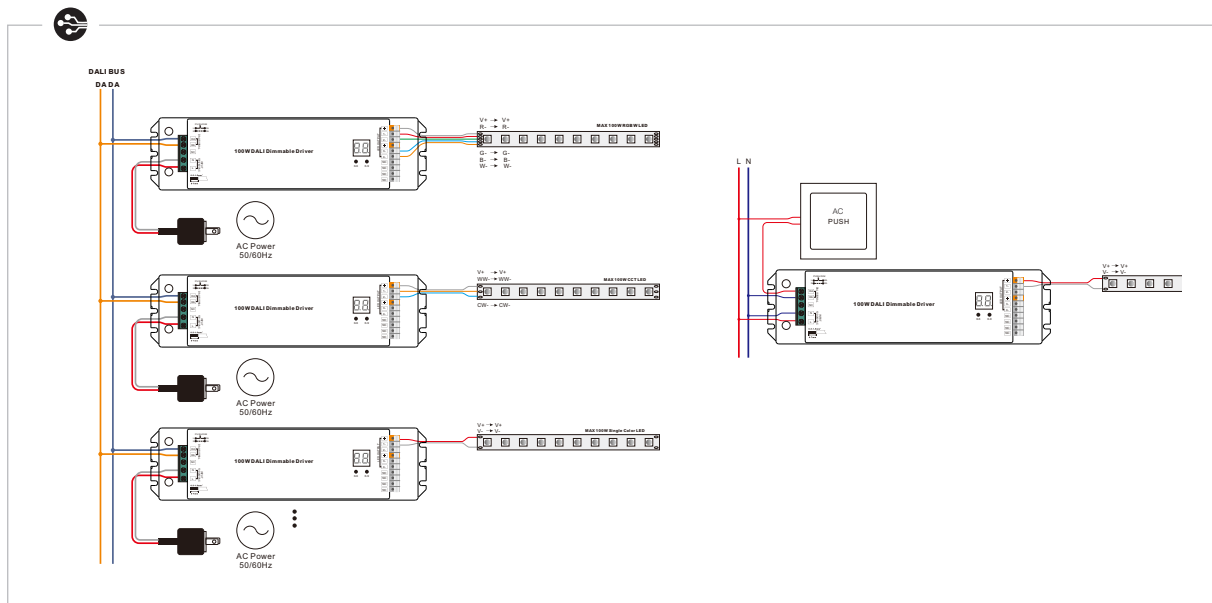 DALI BUS
DA DA
100W DALI Dimmable Driver
V+ → V+
R- → R-
MAX 100W RGBW LED
G- → G-
B- → B-
W- → W-
AC Power
50/60Hz
100W DALI Dimmable Driver
V+ → V+
WW- → WW-
MAX 100W CCT LED
CW- → CW-
AC Power
50/60Hz
100W DALI Dimmable Driver
V+ → V+
V- → V-
MAX 100W Single Color LED
AC Power
50/60Hz
L N
AC
PUSH
100W DALI Dimmable Driver
V+ → V+
V- → V-